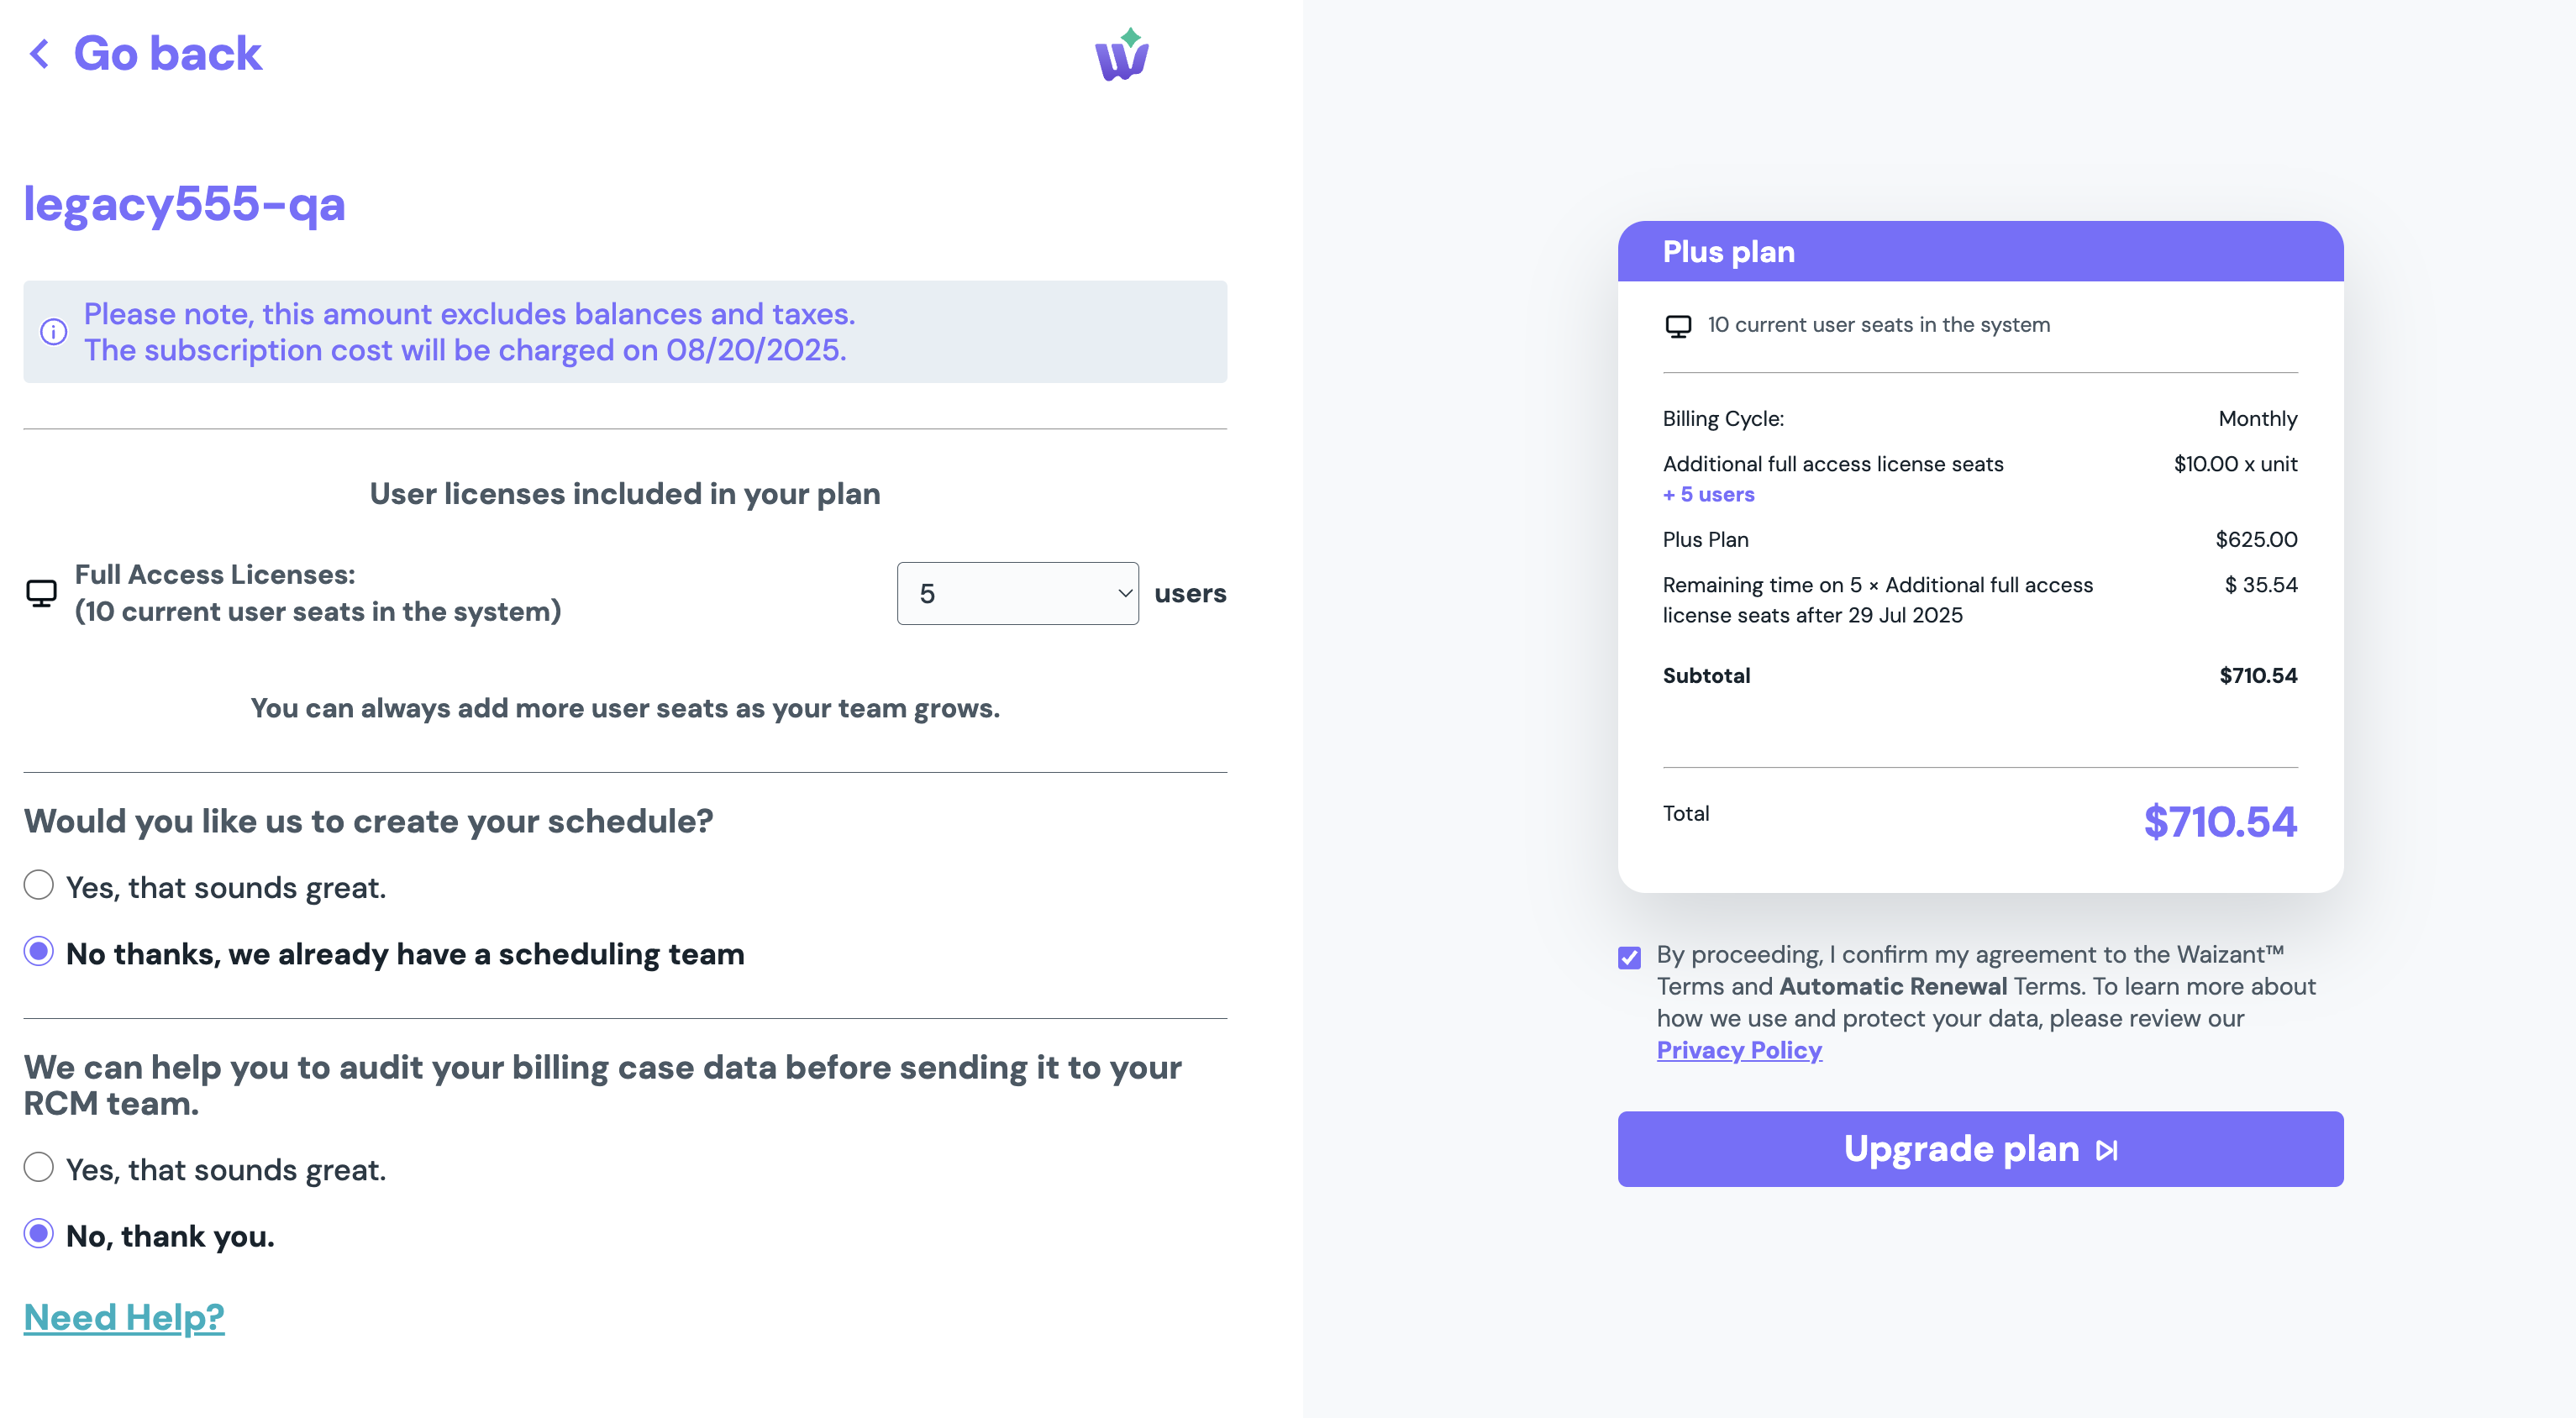 Go back
legacy555-qa
Please note, this amount excludes balances and taxes.
The subscription cost will be charged on 08/20/2025.
User licenses included in your plan
Full Access Licenses:
(10 current user seats in the system)
5
users
You can always add more user seats as your team grows.
Would you like us to create your schedule?
Yes, that sounds great.
No thanks, we already have a scheduling team
We can help you to audit your billing case data before sending it to your
RCM team.
Yes, that sounds great.
No, thank you.
Need Help?
Plus plan
10 current user seats in the system
Billing Cycle: Monthly
Additional full access license seats $10.00 x unit
+ 5 users
Plus Plan $625.00
Remaining time on 5 × Additional full access $ 35.54
license seats after 29 Jul 2025
Subtotal $710.54
Total $710.54
By proceeding, I confirm my agreement to the Waizant™
Terms and Automatic Renewal Terms. To learn more about
how we use and protect your data, please review our
Privacy Policy
Upgrade plan